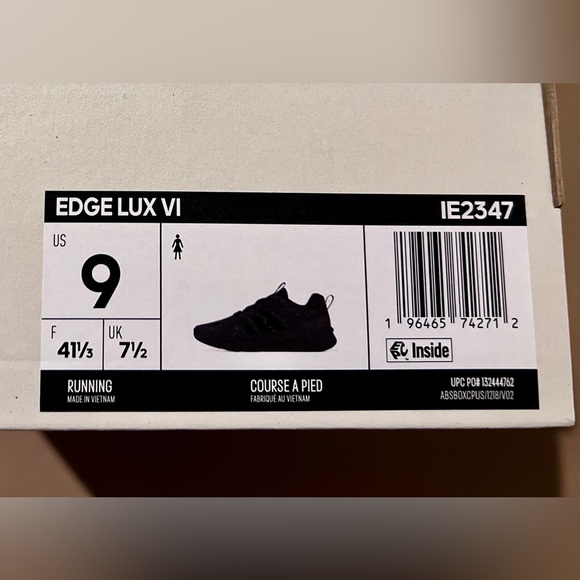 EDGE LUX VI
IE2347
US
9
F
41⅓
UK
7½
1 96465 74271 2
Inside
RUNNING
MADE IN VIETNAM
COURSE A PIED
FABRIQUÉ AU VIETNAM
UPC PO# 132444762
ABSBOXCPUS/1218/V02